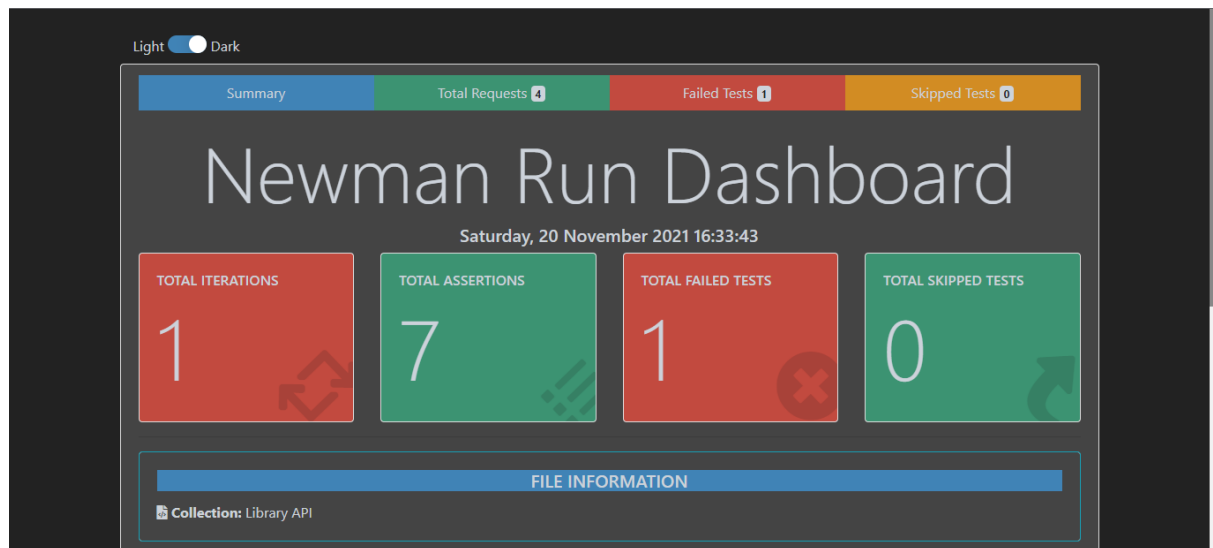 Light Dark
Summary Total Requests 4 Failed Tests 1 Skipped Tests 0
Newman Run Dashboard
Saturday, 20 November 2021 16:33:43
TOTAL ITERATIONS TOTAL ASSERTIONS TOTAL FAILED TESTS TOTAL SKIPPED TESTS
1 7 1 0
FILE INFORMATION
Collection: Library API